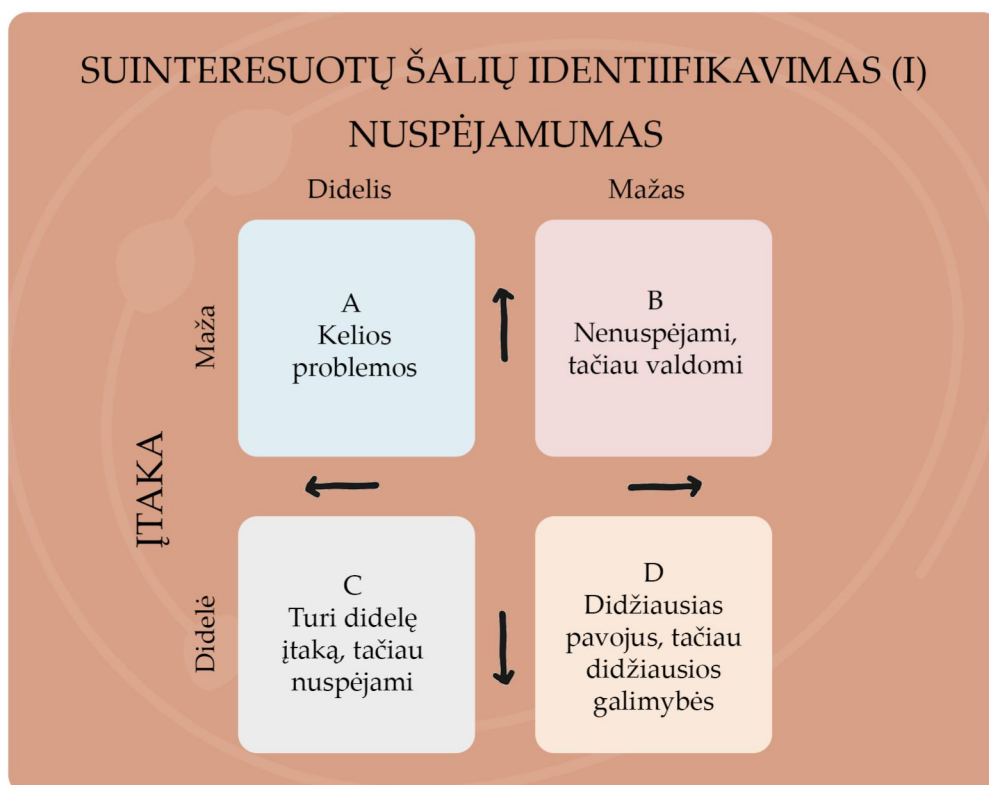 SUINTERESUOTŲ ŠALIŲ IDENTIIFIKAVIMAS (I)
NUSPĖJAMUMAS
Didelis
Mažas
ĮTAKA
Maža
A
Kelios
problemos
B
Nenuspėjami,
tačiau valdomi
Didelė
C
Turi didelę
įtaką, tačiau
nuspėjami
D
Didžiausias
pavojus, tačiau
didžiausios
galimybės